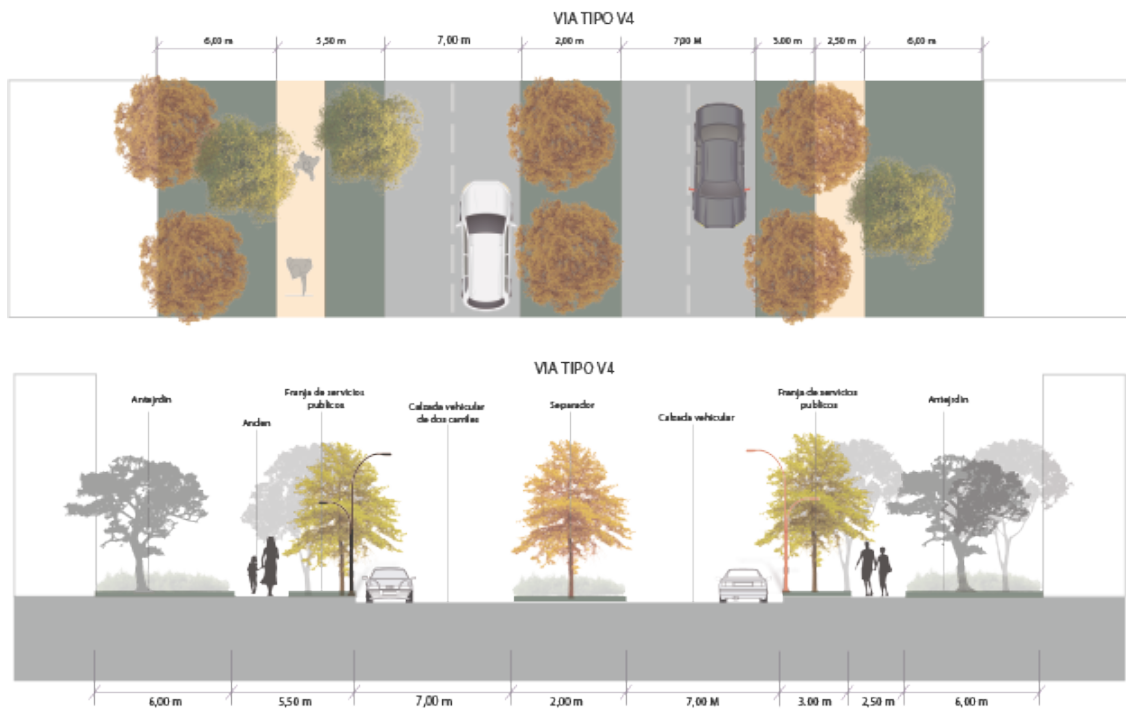 VIA TIPO V4
6,00 m 5,50 m 7,00 m 2,00 m 7,00 M 3.00 m 2,50 m 6,00 m
VIA TIPO V4
Antejrdin
Anden
Franja de servicios
publicos
Calzada vehicular
de dos carriles
Separador
Calzada vehicular
Franja de servicios
publicos
Antejrdin
6,00 m 5,50 m 7,00 m 2,00 m 7,00 M 3.00 m 2,50 m 6,00 m